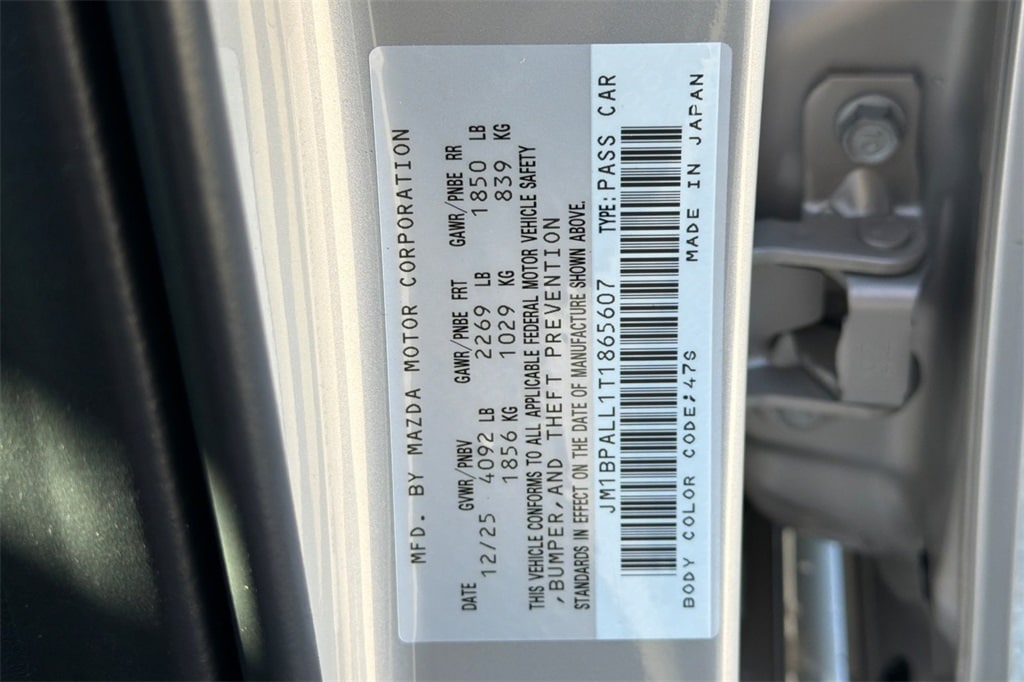 MFD. BY MAZDA MOTOR CORPORATION
DATE GVWR/PNBV GAWR/PNBE FRT GAWR/PNBE RR
12/25 4092 LB 2269 LB 1850 LB
1856 KG 1029 KG 839 KG
THIS VEHICLE CONFORMS TO ALL APPLICABLE FEDERAL MOTOR VEHICLE SAFETY
,BUMPER,AND THEFT PREVENTION
STANDARDS IN EFFECT ON THE DATE OF MANUFACTURE SHOWN ABOVE.
JM1BPALL1T1865607 TYPE:PASS CAR
BODY COLOR CODE;47S MADE IN JAPAN